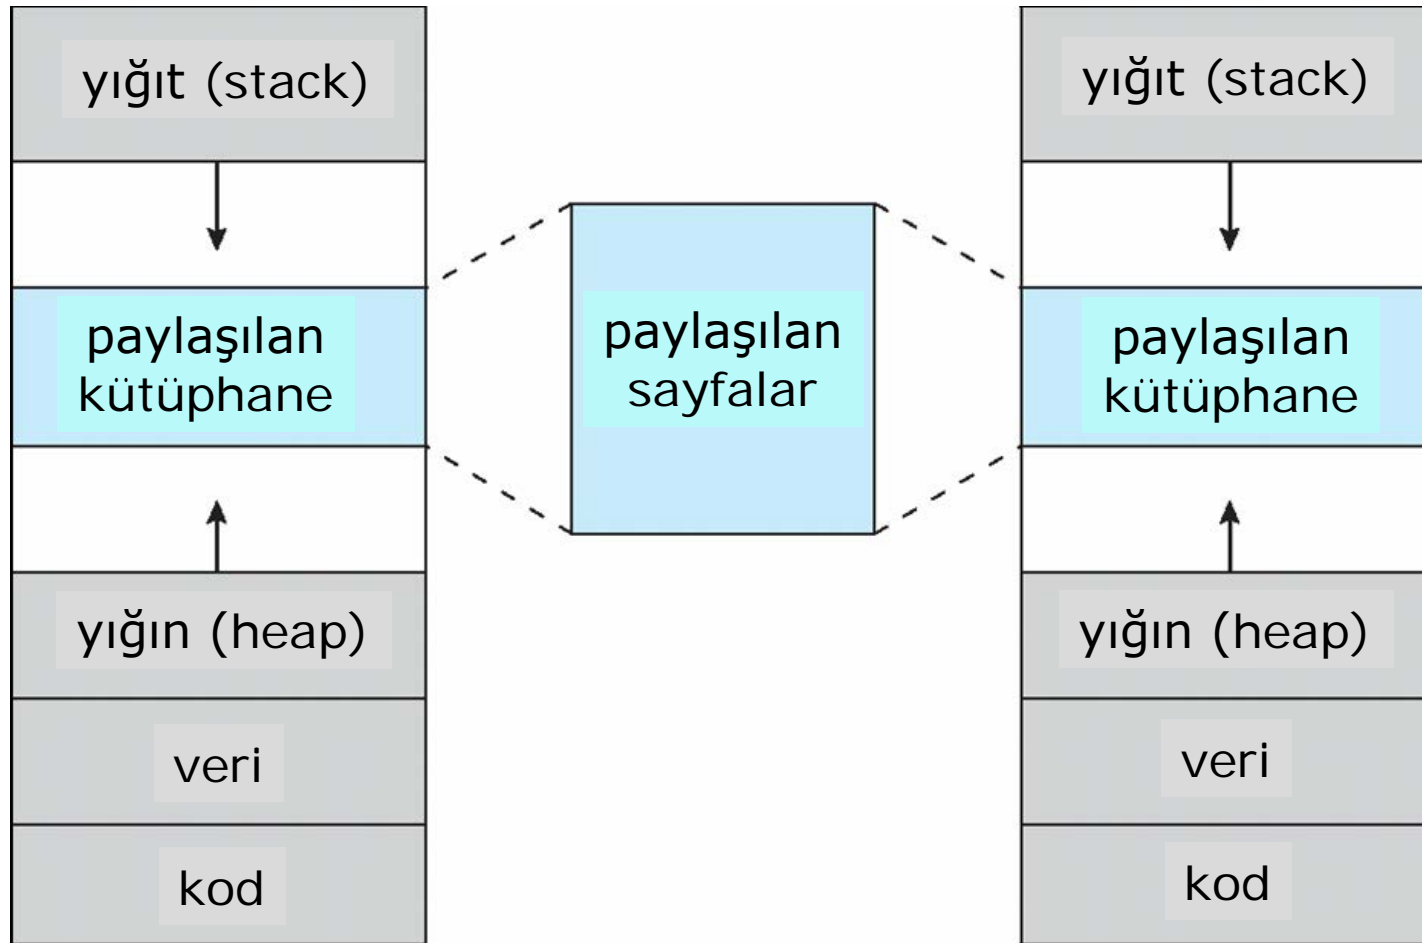 yığıt (stack)
paylaşılan
kütüphane
yığın (heap)
veri
kod
paylaşılan
sayfalar
yığıt (stack)
paylaşılan
kütüphane
yığın (heap)
veri
kod